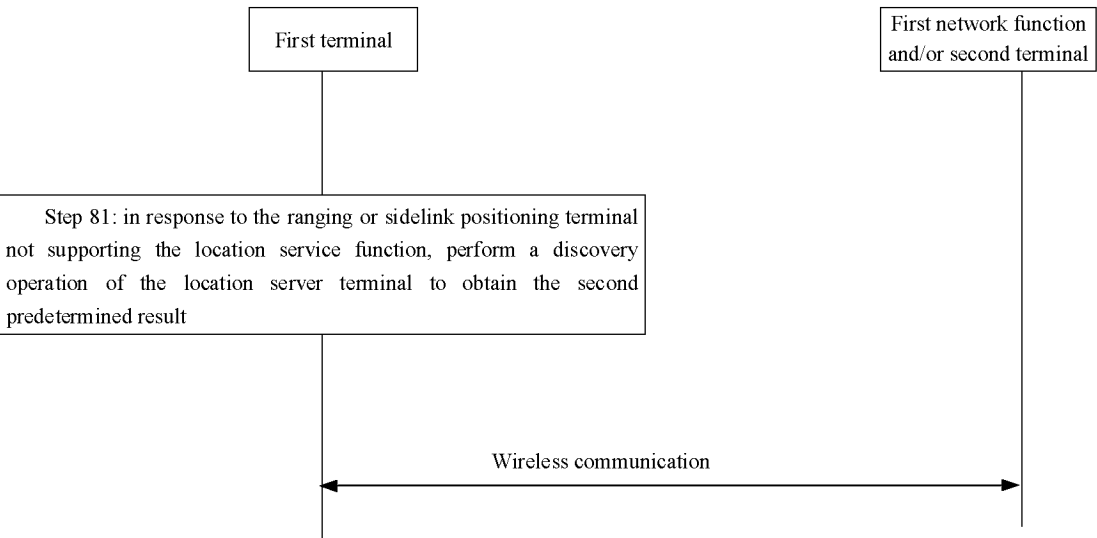 First terminal
First network function
and/or second terminal
Step 81: in response to the ranging or sidelink positioning terminal
not supporting the location service function, perform a discovery
operation of the location server terminal to obtain the second
predetermined result
Wireless communication